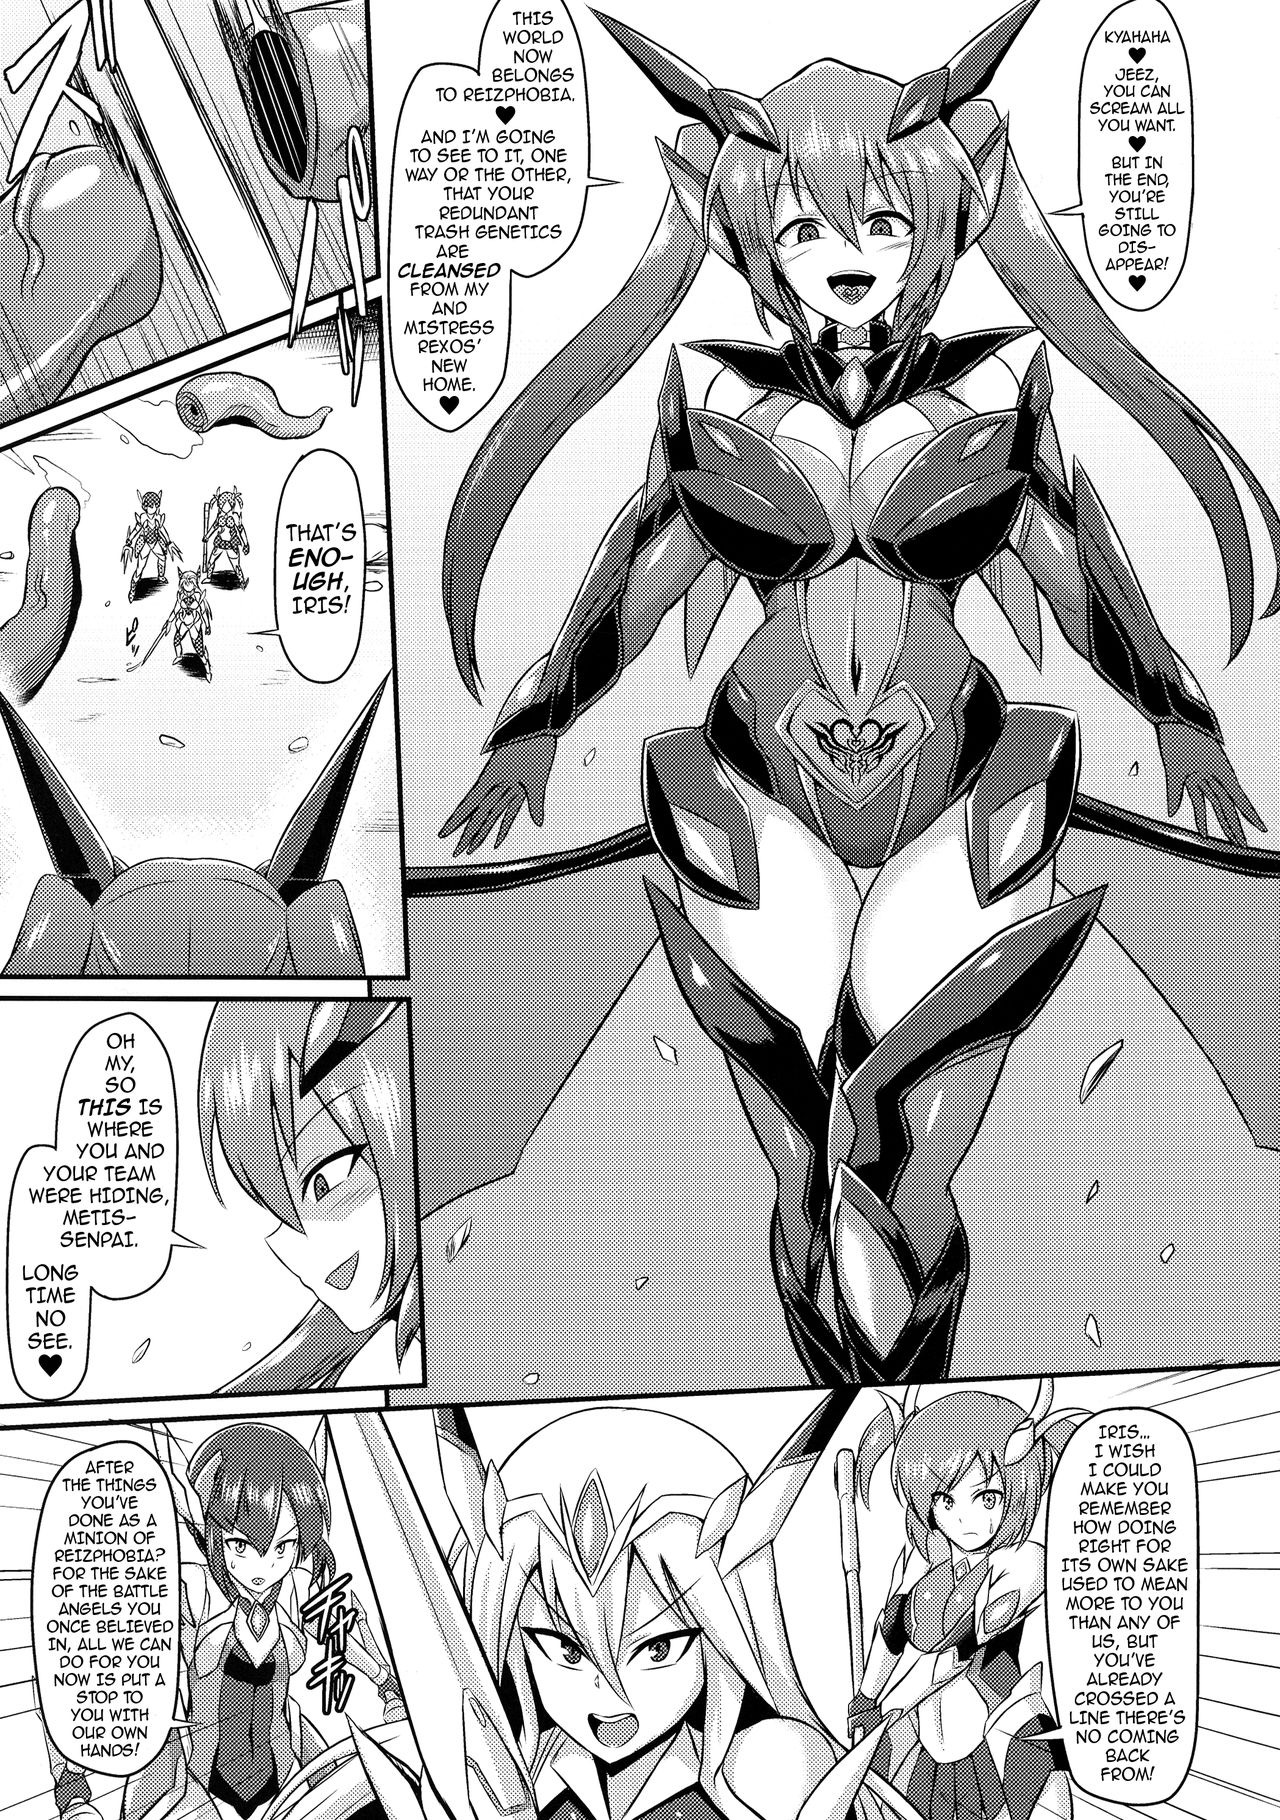 KYAHAHA
♥
JEEZ,
YOU CAN
SCREAM ALL
YOU WANT.
♥
BUT IN
THE END,
YOU'RE
STILL
GOING TO
DIS-
APPEAR!
♥
THIS
WORLD
NOW
BELONGS
TO REIZPHOBIA.
♥
AND I'M GOING
TO SEE TO IT, ONE
WAY OR THE OTHER,
THAT YOUR
REDUNDANT
TRASH GENETICS
ARE
CLEANSED
FROM MY
AND
MISTRESS
REXOS'
NEW
HOME.
♥
THAT'S
ENO-
UGH,
IRIS!
OH
MY,
SO
THIS IS
WHERE
YOU AND
YOUR TEAM
WERE HIDING,
METIS-
SENPAI.
LONG
TIME
NO
SEE.
♥
IRIS...
I WISH
I COULD
MAKE YOU
REMEMBER
HOW DOING
RIGHT FOR
ITS OWN SAKE
USED TO MEAN
MORE TO YOU
THAN ANY OF
US, BUT
YOU'VE
ALREADY
CROSSED A
LINE THERE'S
NO COMING
BACK
FROM!
チャキッ
AFTER
THE THINGS
YOU'VE
DONE AS A
MINION OF
REIZPHOBIA?
FOR THE SAKE
OF THE BATTLE
ANGELS YOU
ONCE BELIEVED
IN, ALL WE CAN
DO FOR YOU
NOW IS PUT A
STOP TO
YOU WITH
OUR OWN
HANDS!